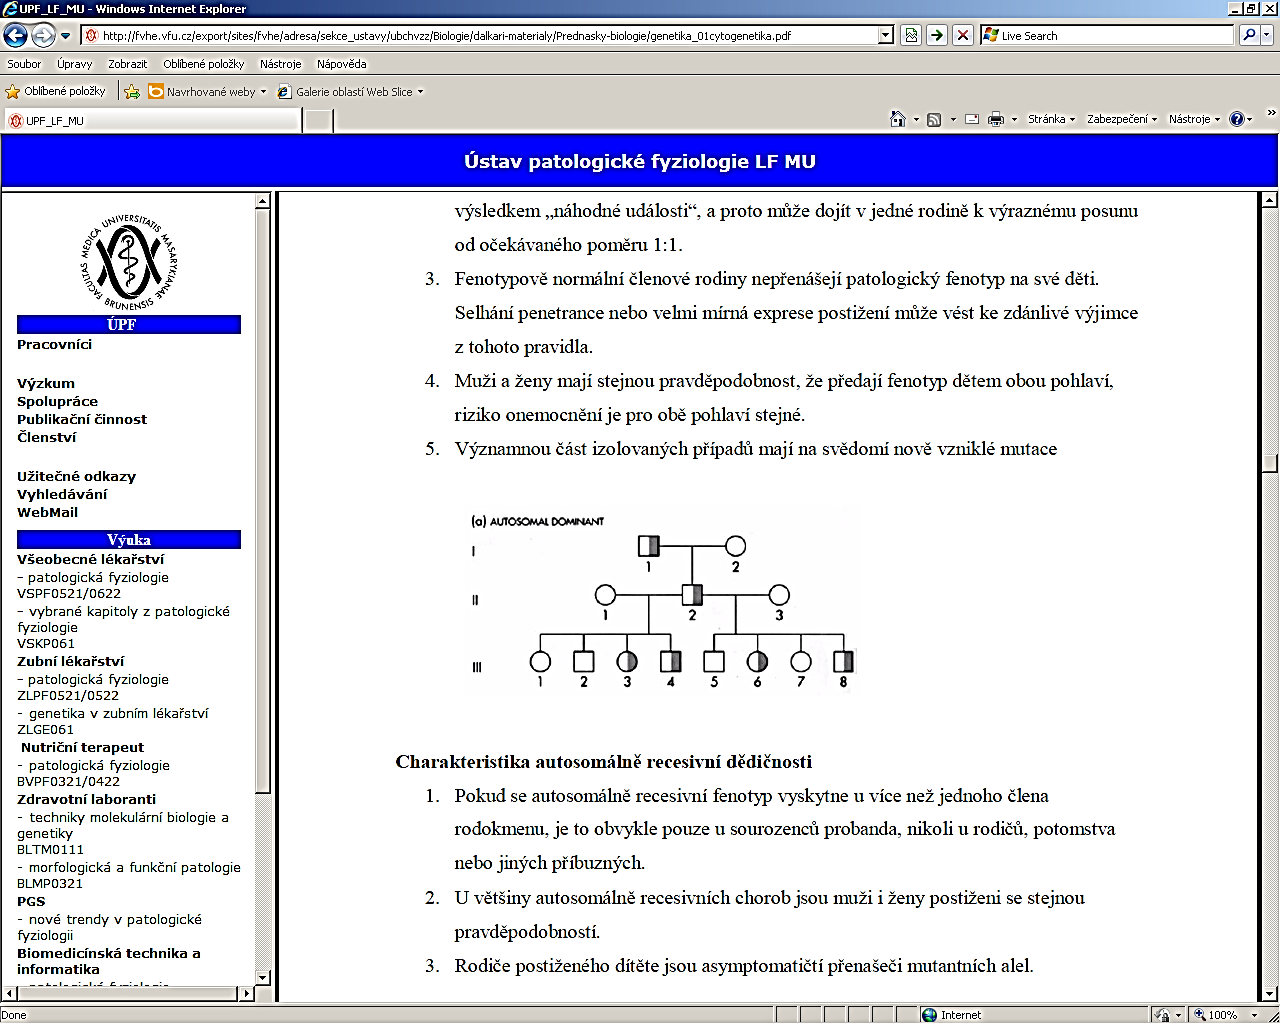 UPF_LF_MU - Windows Internet Explorer
http://fvhe.vfu.cz/export/sites/fvhe/adresa/sekce_ustavy/ubchvzz/Biologie/dalkari-materialy/Prednasky-biologie/genetika_01cytogenetika.pdf
Live Search
Soubor Úpravy Zobrazit Oblíbené položky Nástroje Nápověda
Oblíbené položky Navrhované weby Galerie oblastí Web Slice
UPF_LF_MU
Stránka Zabezpečení Nástroje
Ústav patologické fyziologie LF MU
FACULTAS MEDICA UNIVERSITATIS MASARYKIANAE BRUNENSIS
ÚPF
Pracovníci
Výzkum
Spolupráce
Publikační činnost
Členství
Užitečné odkazy
Vyhledávání
WebMail
Výuka
Všeobecné lékařství
- patologická fyziologie
VSPF0521/0622
- vybrané kapitoly z patologické
fyziologie
VSKP061
Zubní lékařství
- patologická fyziologie
ZLPF0521/0522
- genetika v zubním lékařství
ZLGE061
Nutriční terapeut
- patologická fyziologie
BVPF0321/0422
Zdravotní laboranti
- techniky molekulární biologie a
genetiky
BLTM0111
- morfologická a funkční patologie
BLMP0321
PGS
- nové trendy v patologické
fyziologii
Biomedicínská technika a
informatika
- patologická fyziologie
výsledkem „náhodné události“, a proto může dojít v jedné rodině k výraznému posunu
od očekávaného poměru 1:1.
3. Fenotypově normální členové rodiny nepřenášejí patologický fenotyp na své děti.
Selhání penetrance nebo velmi mírná exprese postižení může vést ke zdánlivé výjimce
z tohoto pravidla.
4. Muži a ženy mají stejnou pravděpodobnost, že předají fenotyp dětem obou pohlaví,
riziko onemocnění je pro obě pohlaví stejné.
5. Významnou část izolovaných případů mají na svědomí nově vzniklé mutace
(a) AUTOSOMAL DOMINANT
I
1 2
II
1 2 3
III
1 2 3 4 5 6 7 8
Charakteristika autosomálně recesivní dědičnosti
1. Pokud se autosomálně recesivní fenotyp vyskytne u více než jednoho člena
rodokmenu, je to obvykle pouze u sourozenců probanda, nikoli u rodičů, potomstva
nebo jiných příbuzných.
2. U většiny autosomálně recesivních chorob jsou muži i ženy postiženi se stejnou
pravděpodobností.
3. Rodiče postiženého dítěte jsou asymptomatičtí přenašeči mutantních alel.
Done Internet 100%